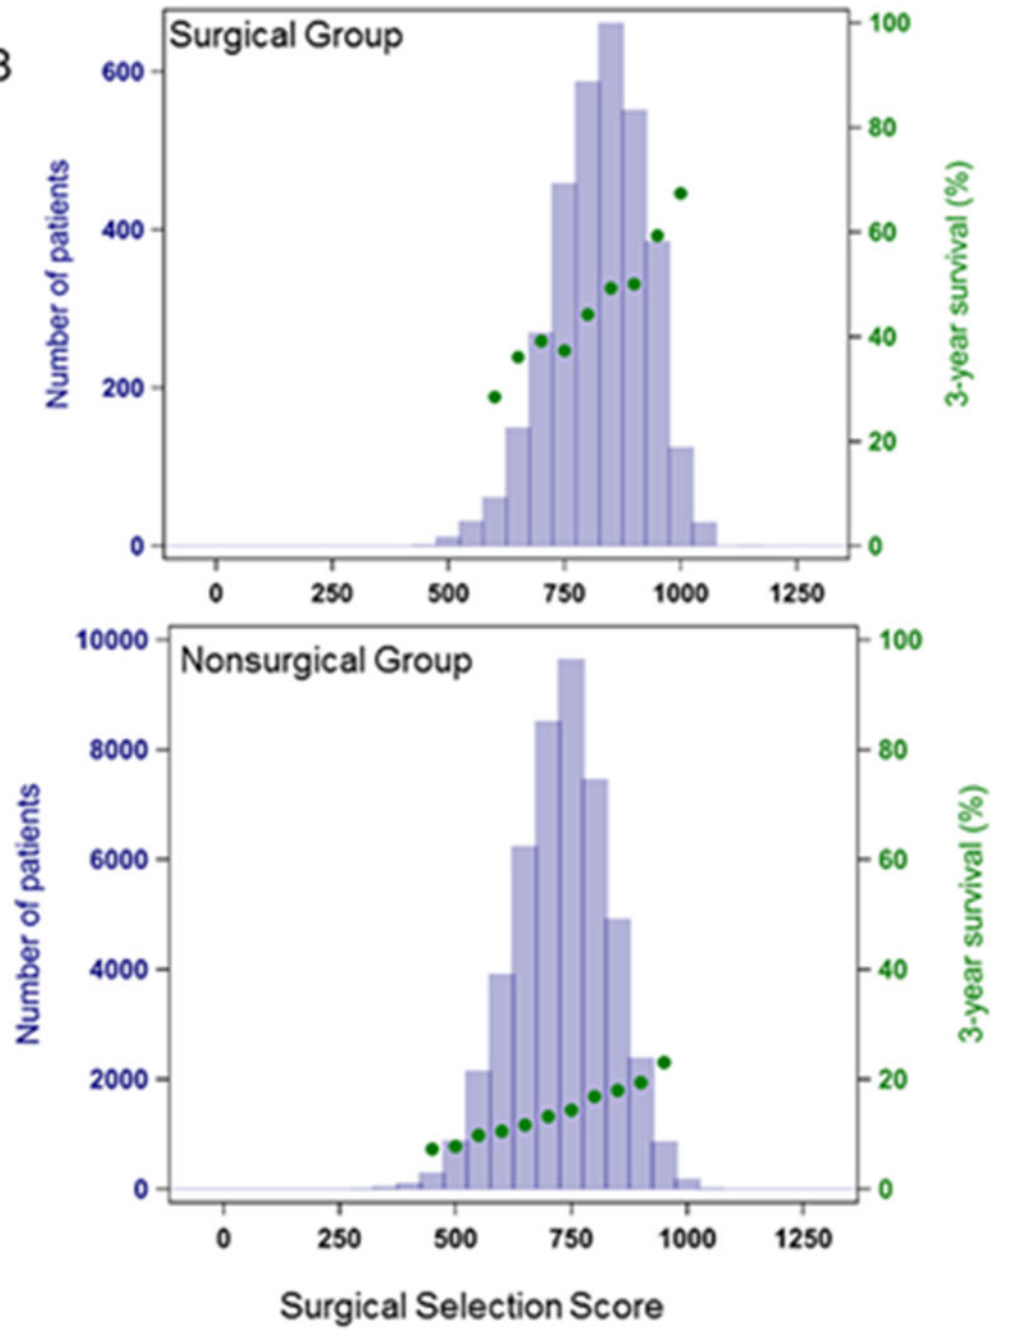 B
Surgical Group
Number of patients
600
400
200
0
100
80
60
40
20
0
3-year survival (%)
0 250 500 750 1000 1250
Nonsurgical Group
Number of patients
10000
8000
6000
4000
2000
0
100
80
60
40
20
0
3-year survival (%)
0 250 500 750 1000 1250
Surgical Selection Score